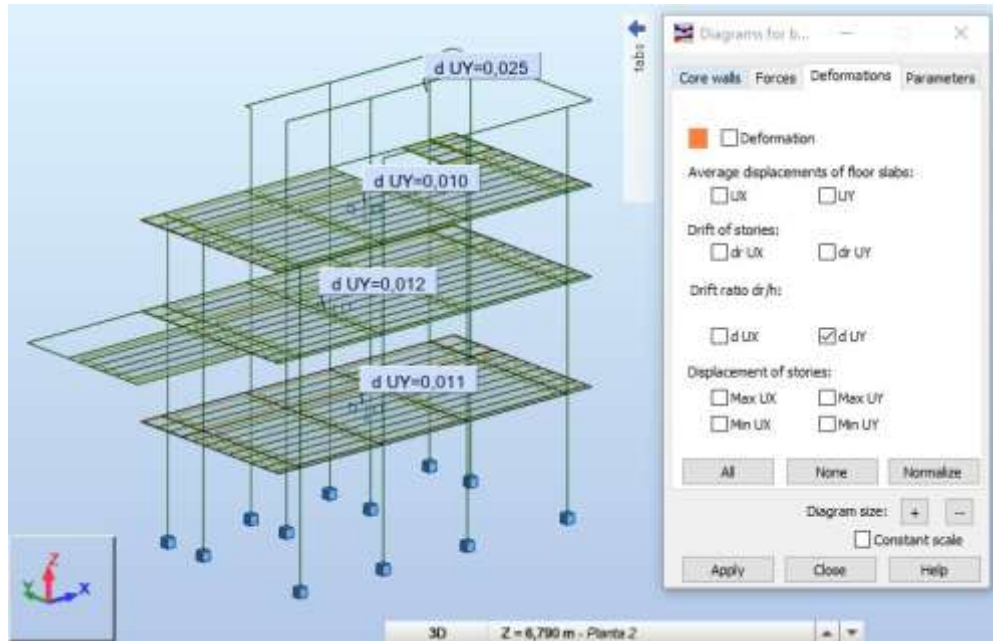 d UY=0,025
d UY=0,010
d UY=0,012
d UY=0,011
Z
Y
X
3D Z = 6,790 m - Planta 2
tabs
Diagrams for b...
Core walls Forces Deformations Parameters
Deformation
Average displacements of floor slabs:
UX UY
Drift of stories:
dr UX dr UY
Drift ratio dr/h:
d UX d UY
Displacement of stories:
Max UX Max UY
Min UX Min UY
All None Normalize
Diagram size: + --
Constant scale
Apply Close Help